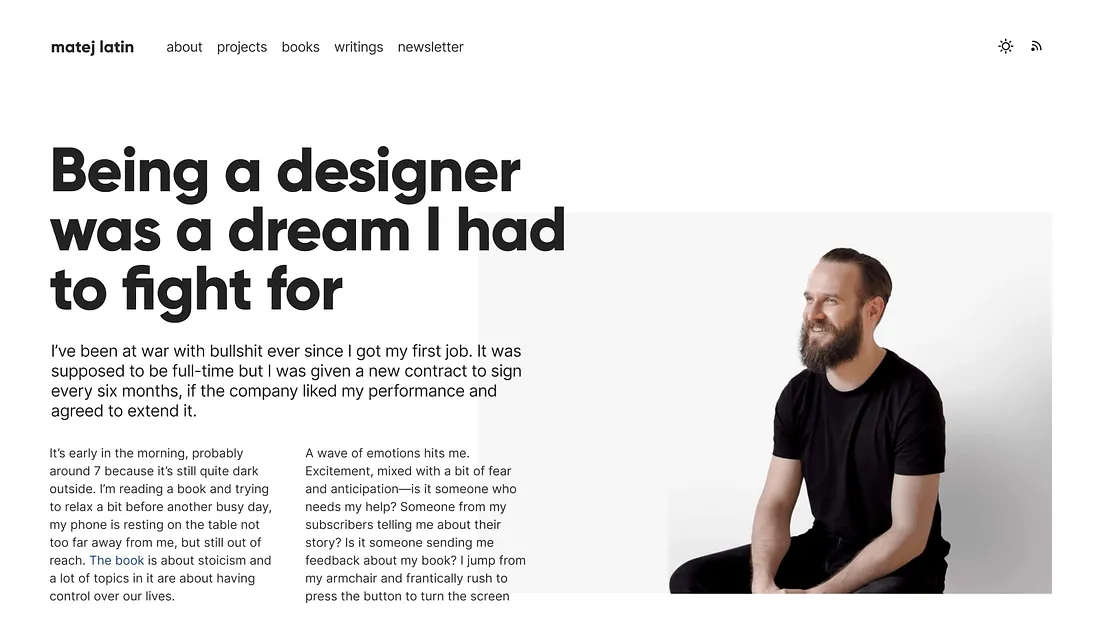 matej latin about projects books writings newsletter
Being a designer
was a dream I had
to fight for
I’ve been at war with bullshit ever since I got my first job. It was
supposed to be full-time but I was given a new contract to sign
every six months, if the company liked my performance and
agreed to extend it.
It’s early in the morning, probably
around 7 because it’s still quite dark
outside. I’m reading a book and trying
to relax a bit before another busy day,
my phone is resting on the table not
too far away from me, but still out of
reach. The book is about stoicism and
a lot of topics in it are about having
control over our lives.
A wave of emotions hits me.
Excitement, mixed with a bit of fear
and anticipation—is it someone who
needs my help? Someone from my
subscribers telling me about their
story? Is it someone sending me
feedback about my book? I jump from
my armchair and frantically rush to
press the button to turn the screen